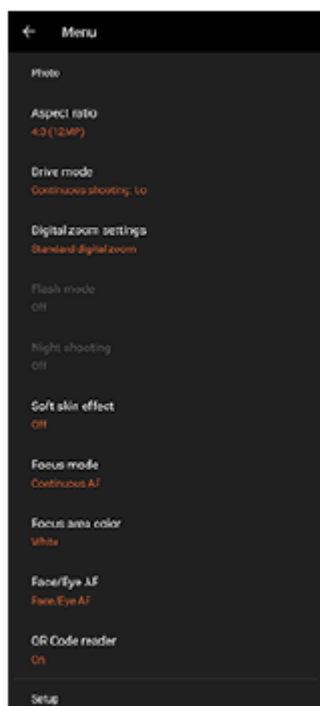 Menu
Photo
Aspect ratio
4:3 (12MP)
Drive mode
Continuous shooting: Lo
Digital zoom settings
Standard digital zoom
Flash mode
Off
Night shooting
Off
Soft skin effect
Off
Focus mode
Continuous AF
Focus area color
White
Face/Eye AF
Face/Eye AF
QR Code reader
On
Setup